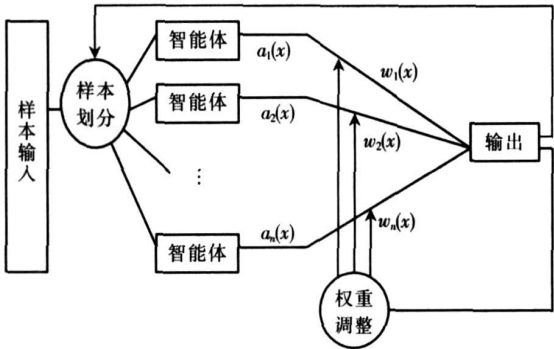 样本输入
样本
划分
智能体
a₁(x)
w₁(x)
智能体
a₂(x)
w₂(x)
⋮
智能体
aₙ(x)
wₙ(x)
输出
权重
调整